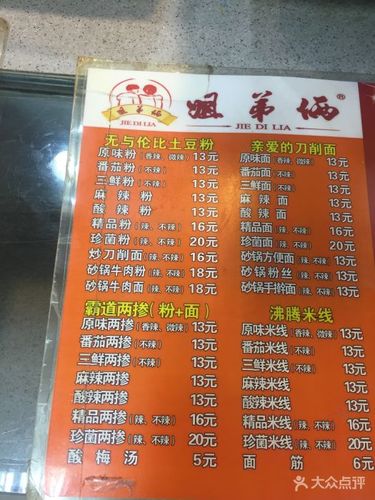 姐弟俩
JIE DI LIA
姐弟俩®
JIE DI LIA
无与伦比土豆粉
原味粉(香辣、微辣) 13元
番茄粉(不辣) 13元
三鲜粉(不辣) 13元
麻辣粉 13元
酸辣粉 13元
精品粉(辣、不辣) 16元
珍菌粉(辣、不辣) 20元
炒刀削面(辣、不辣) 16元
砂锅牛肉粉(辣、不辣) 18元
砂锅牛肉面(辣、不辣) 18元
亲爱的刀削面
原味面(香辣、微辣) 13元
番茄面(不辣) 13元
三鲜面(不辣) 13元
麻辣面 13元
酸辣面 13元
精品面(辣、不辣) 16元
珍菌面(辣、不辣) 20元
砂锅方便面(辣、不辣) 13元
砂锅粉丝(辣、不辣) 13元
砂锅手擀面(辣、不辣) 13元
霸道两掺(粉+面)
原味两掺(香辣、微辣) 13元
番茄两掺(不辣) 13元
三鲜两掺(不辣) 13元
麻辣两掺 13元
酸辣两掺 13元
精品两掺(辣、不辣) 16元
珍菌两掺(辣、不辣) 20元
酸梅汤 5元
沸腾米线
原味米线(香辣、微辣) 13元
番茄米线(不辣) 13元
三鲜米线(不辣) 13元
麻辣米线 13元
酸辣米线 13元
精品米线(辣、不辣) 16元
珍菌米线(辣、不辣) 20元
面筋 6元
大众点评